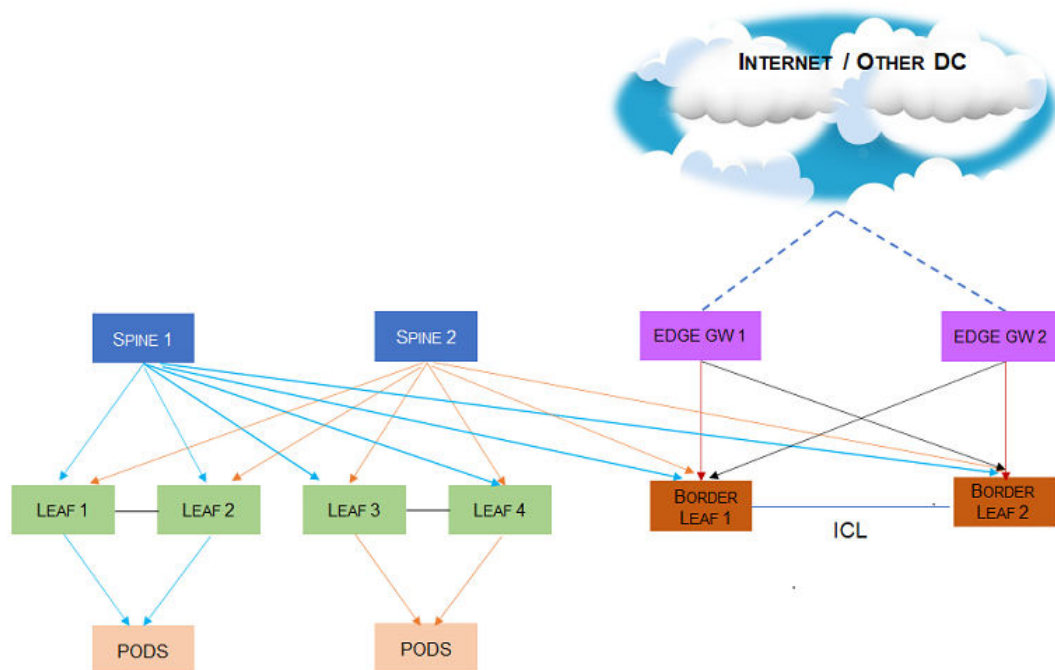 INTERNET / OTHER DC
SPINE 1
SPINE 2
EDGE GW 1
EDGE GW 2
LEAF 1
LEAF 2
LEAF 3
LEAF 4
BORDER
LEAF 1
BORDER
LEAF 2
ICL
PODS
PODS